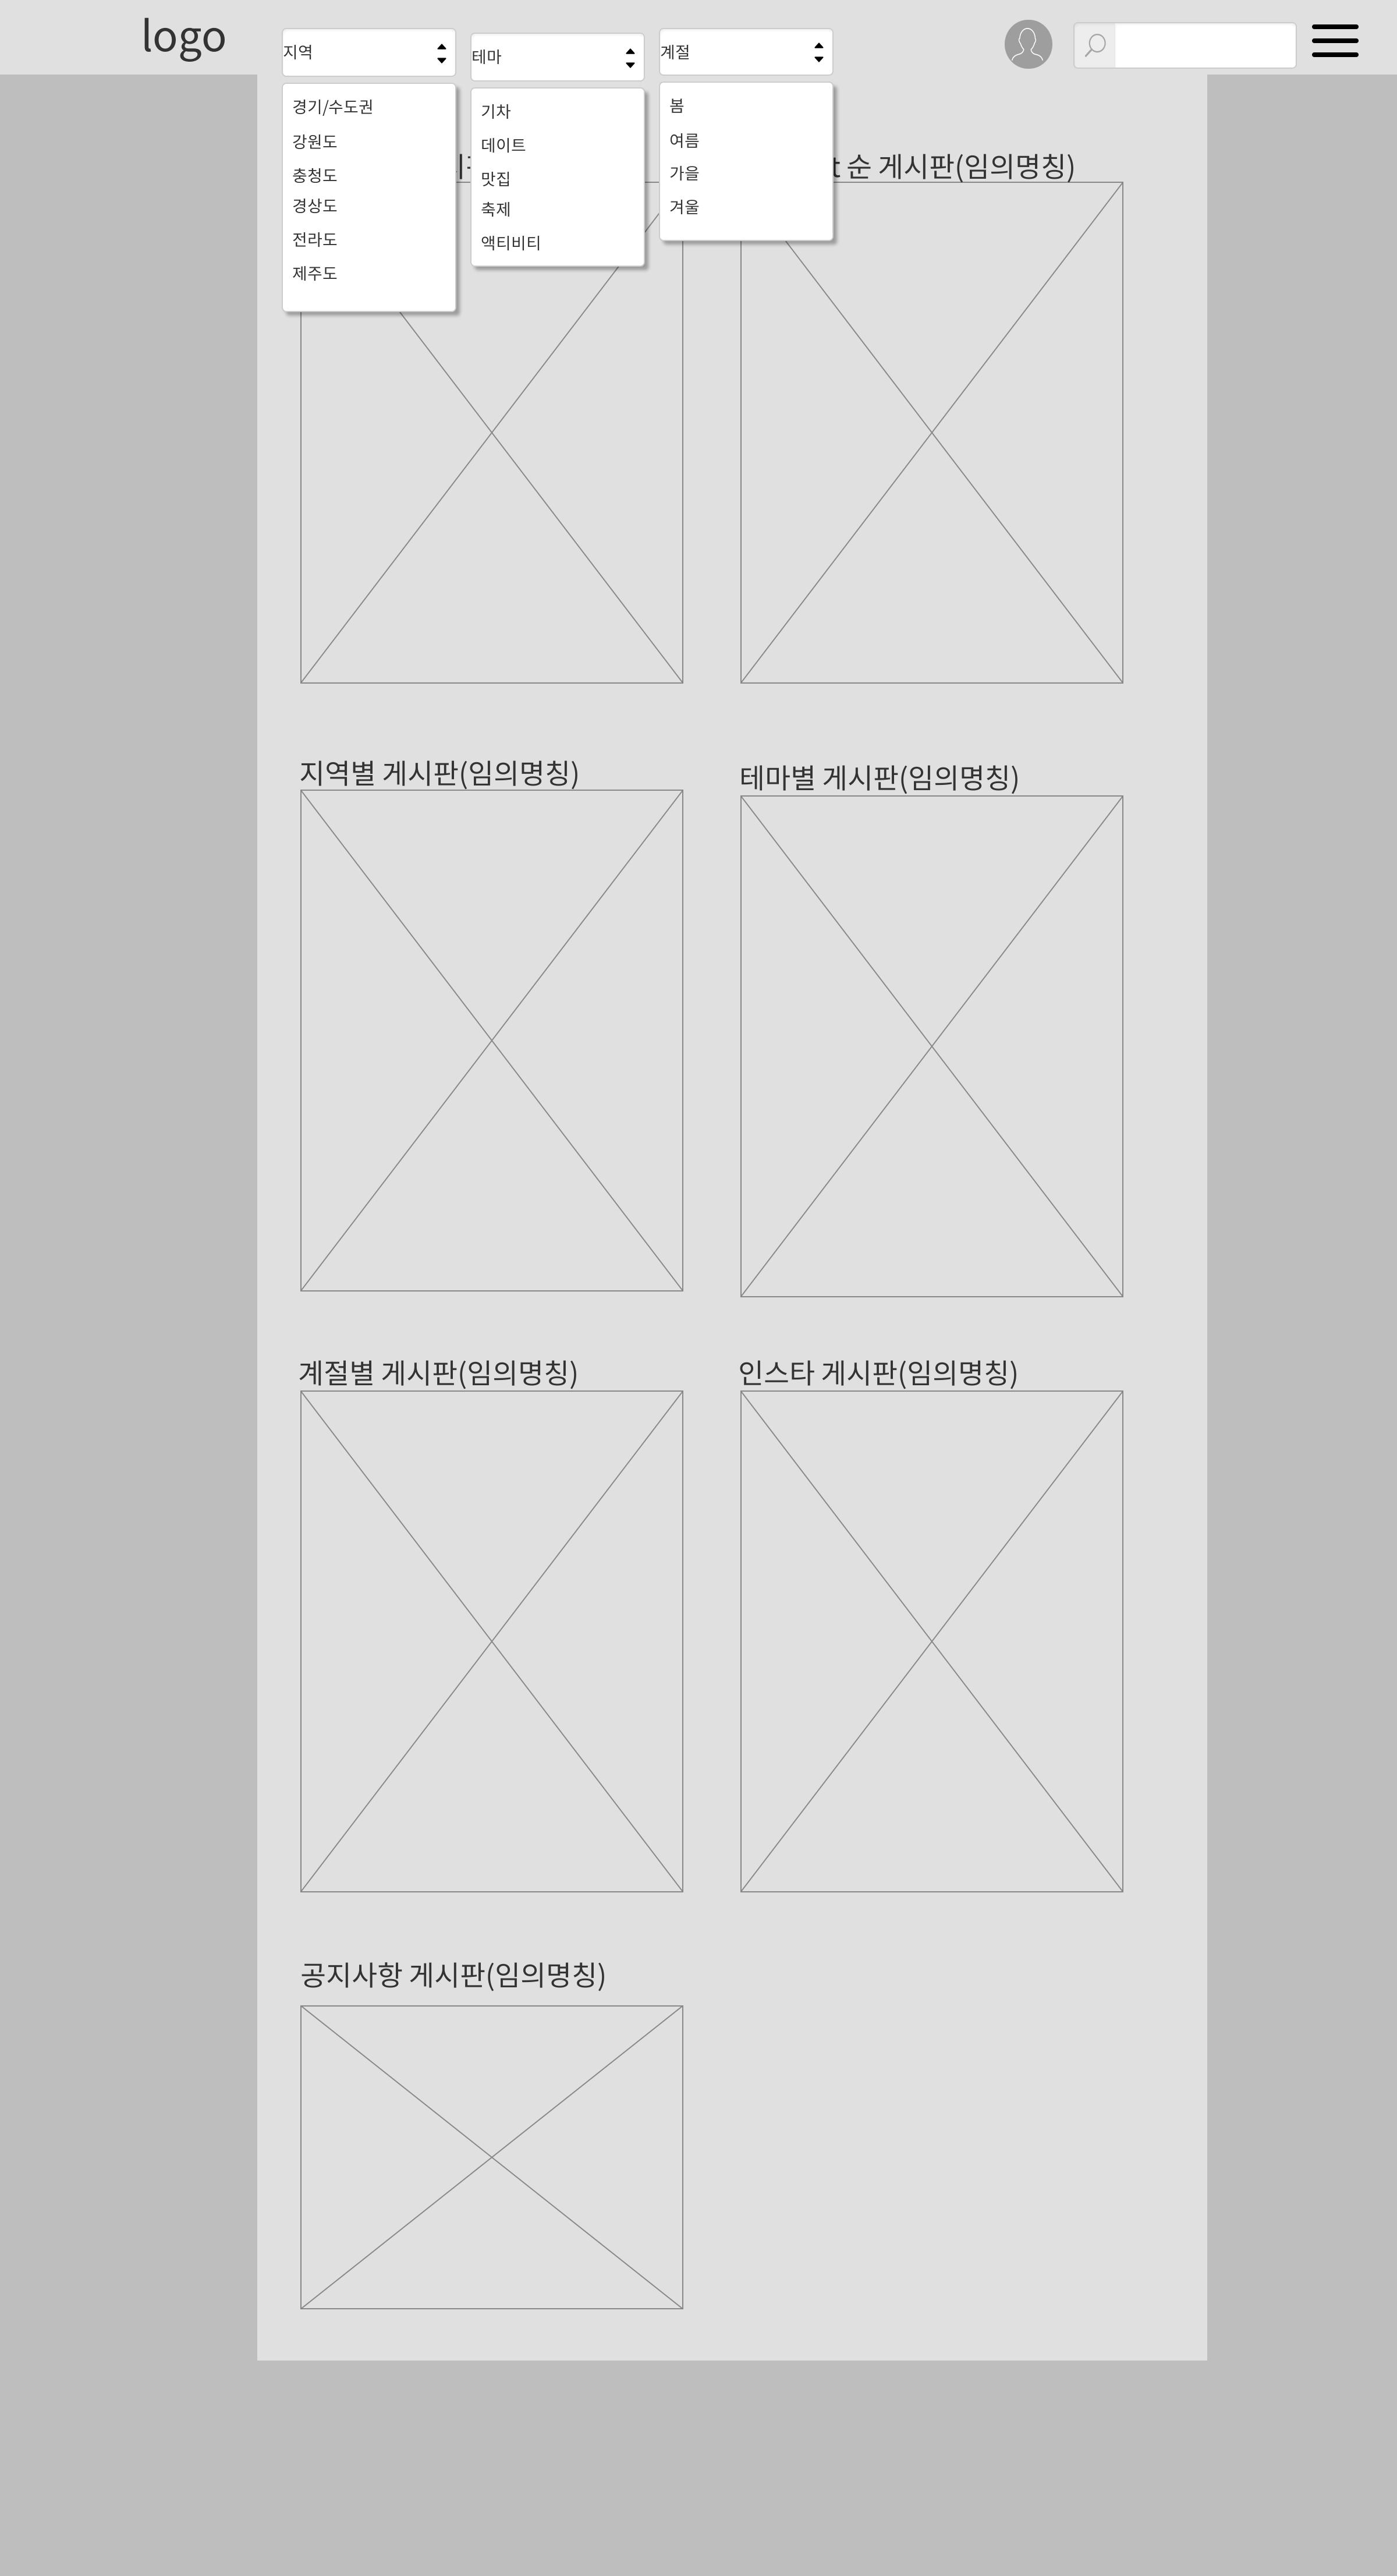 logo
지역
테마
계절
경기/수도권
강원도
충청도
경상도
전라도
제주도
기차
데이트
맛집
축제
액티비티
봄
여름
가을
겨울
순 게시판(임의명칭)
지역별 게시판(임의명칭)
테마별 게시판(임의명칭)
계절별 게시판(임의명칭)
인스타 게시판(임의명칭)
공지사항 게시판(임의명칭)